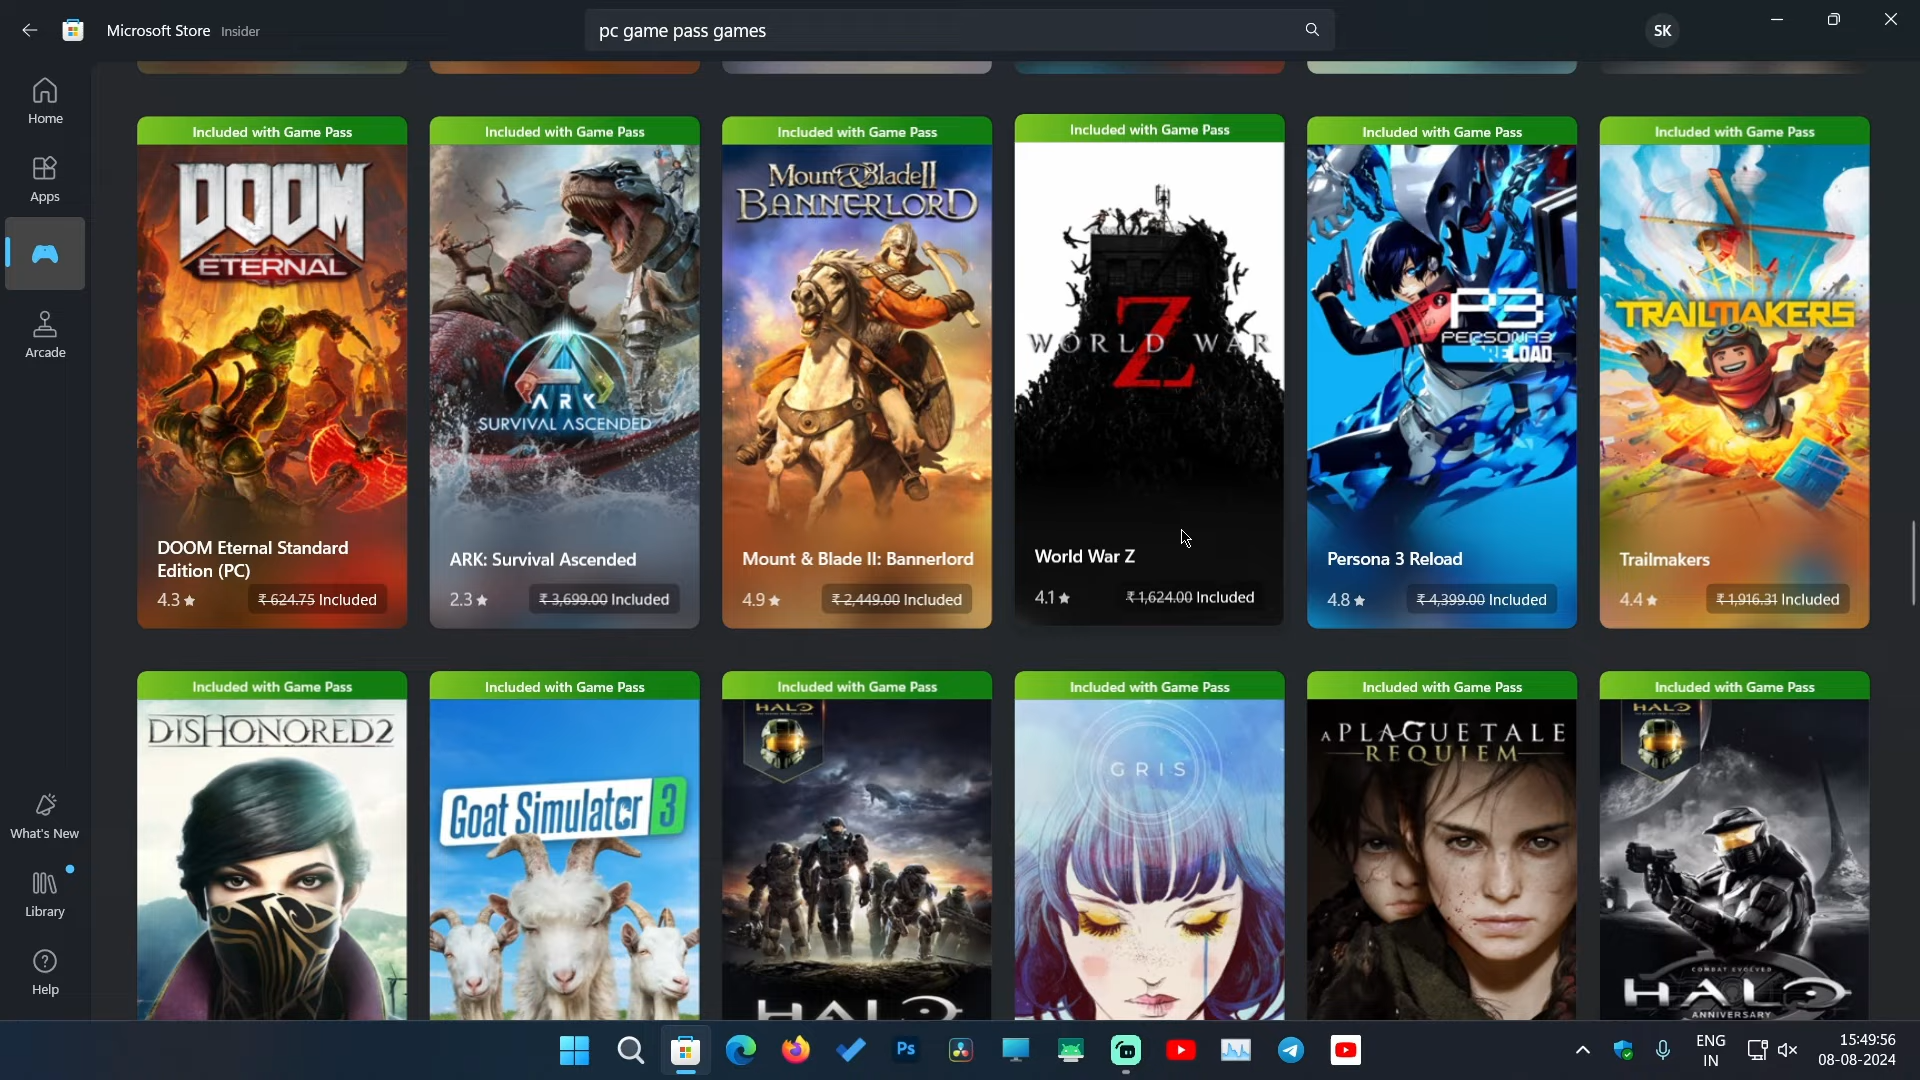 Microsoft Store Insider
pc game pass games
SK
Home
Apps
Arcade
What's New
Library
Help
Included with Game Pass
DOOM
ETERNAL
DOOM Eternal Standard
Edition (PC)
4.3★
₹ 624.75 Included
Included with Game Pass
ARK
SURVIVAL ASCENDED
ARK: Survival Ascended
2.3★
₹ 3,699.00 Included
Included with Game Pass
Mount & Blade II
BANNERLORD
Mount & Blade II: Bannerlord
4.9★
₹ 2,449.00 Included
Included with Game Pass
WORLD WAR
Z
World War Z
4.1★
₹ 1,624.00 Included
Included with Game Pass
P3
PERSONA3
RELOAD
Persona 3 Reload
4.8★
₹ 4,399.00 Included
Included with Game Pass
TRAILMAKERS
Trailmakers
4.4★
₹ 1,916.31 Included
Included with Game Pass
DISHONORED2
Included with Game Pass
Goat Simulator 3
Included with Game Pass
HALO
HALO
Included with Game Pass
GRIS
Included with Game Pass
A PLAGUE TALE
REQUIEM
Included with Game Pass
HALO
COMBAT EVOLVED
HALO
ANNIVERSARY
Ps
ENG
IN
15:49:56
08-08-2024